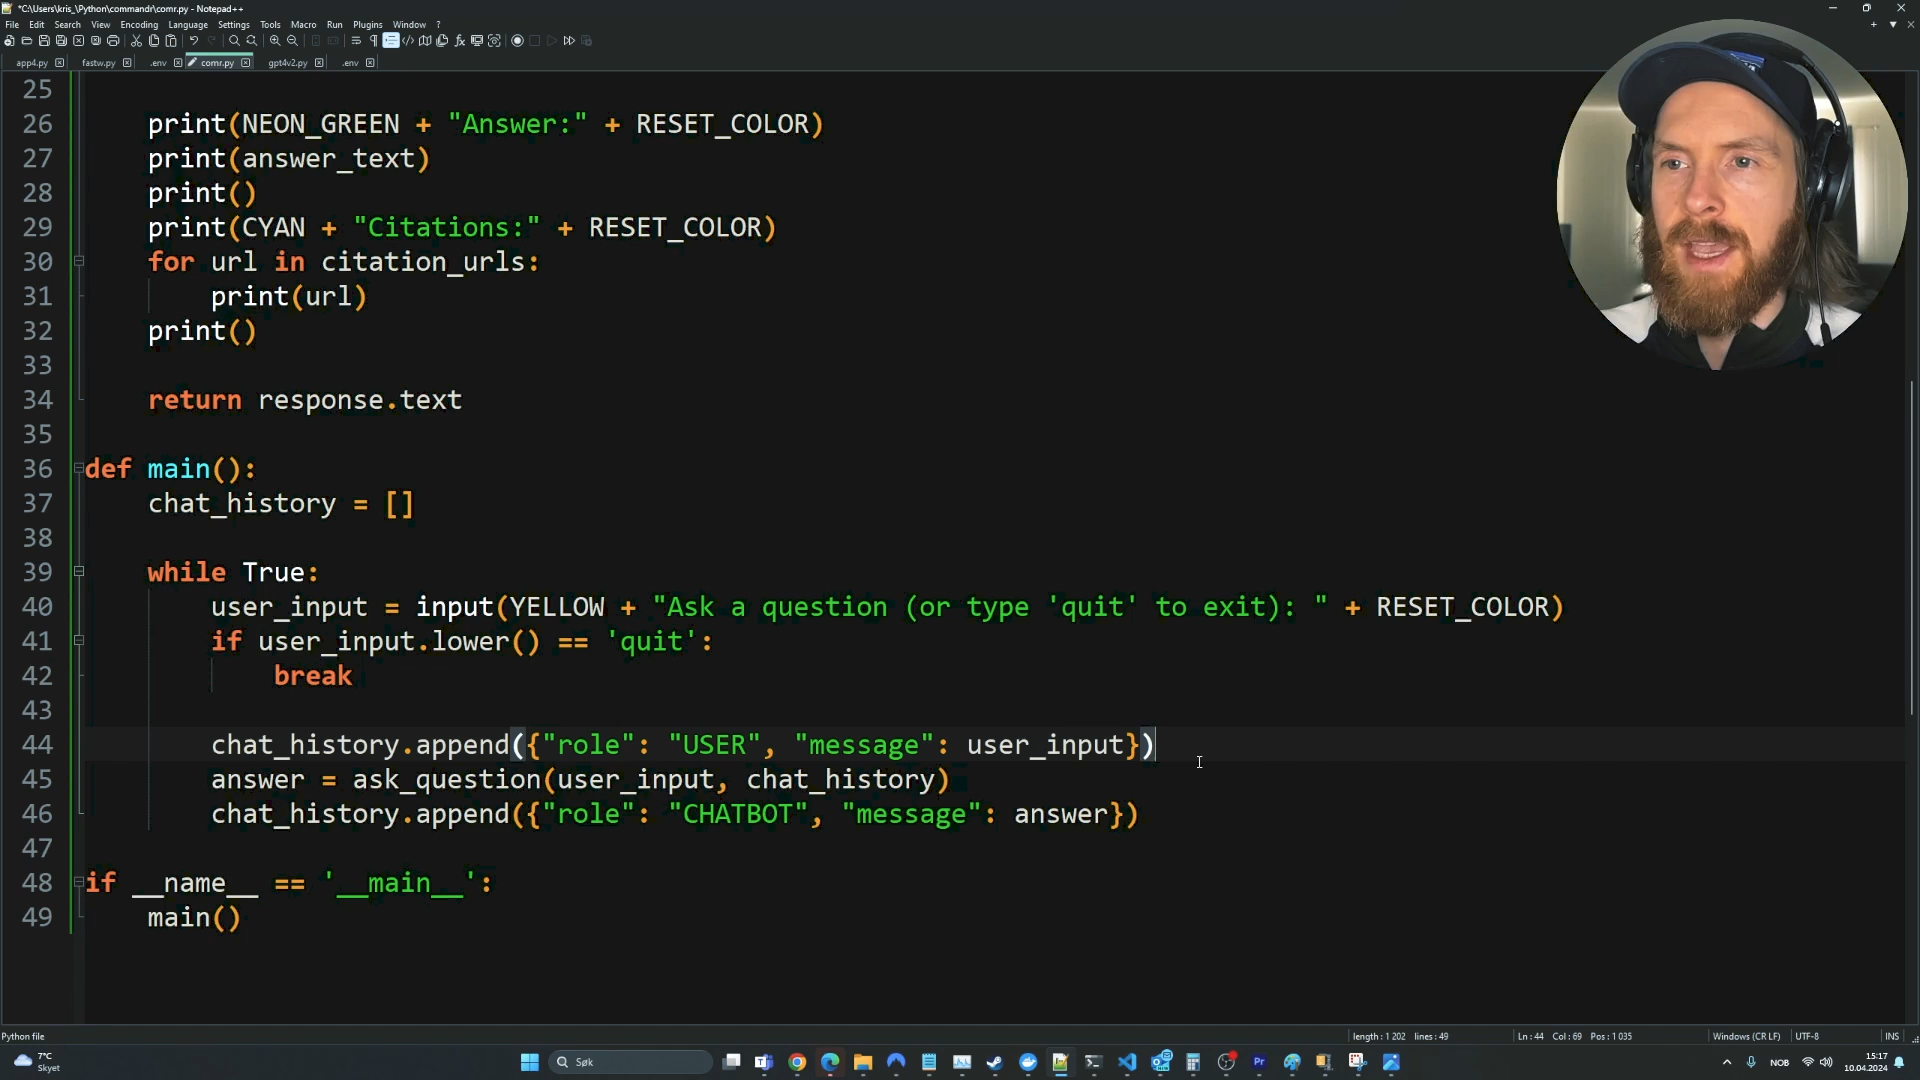 *C:\Users\kris_\Python\commandr\comr.py - Notepad++
File Edit Search View Encoding Language Settings Tools Macro Run Plugins Window ?
app4.py fastw.py .env comr.py gpt4v2.py .env
25
26 print(NEON_GREEN + "Answer:" + RESET_COLOR)
27 print(answer_text)
28 print()
29 print(CYAN + "Citations:" + RESET_COLOR)
30 for url in citation_urls:
31 print(url)
32 print()
33
34 return response.text
35
36 def main():
37 chat_history = []
38
39 while True:
40 user_input = input(YELLOW + "Ask a question (or type 'quit' to exit): " + RESET_COLOR)
41 if user_input.lower() == 'quit':
42 break
43
44 chat_history.append({"role": "USER", "message": user_input})
45 answer = ask_question(user_input, chat_history)
46 chat_history.append({"role": "CHATBOT", "message": answer})
47
48 if __name__ == '__main__':
49 main()
Python file length : 1 202 lines : 49 Ln : 44 Col : 69 Pos : 1 035 Windows (CR LF) UTF-8 INS
7°C
Skyet
Søk
NOB
15:17
10.04.2024